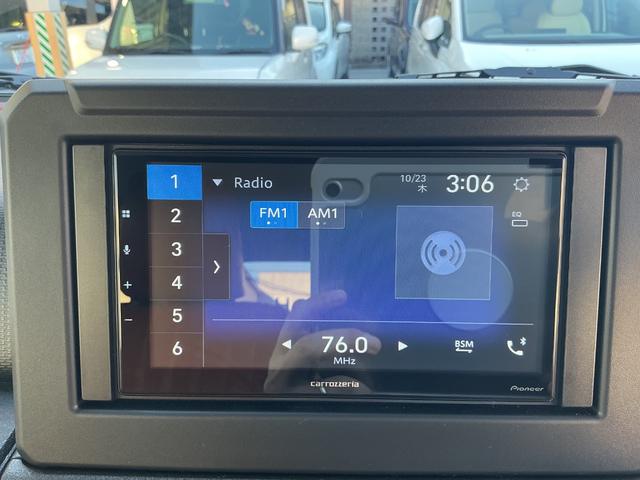 1
2
3
4
5
6
Radio
10/23
木
3:06
FM1
AM1
EQ
76.0
MHz
BSM
carrozzeria
Pioneer